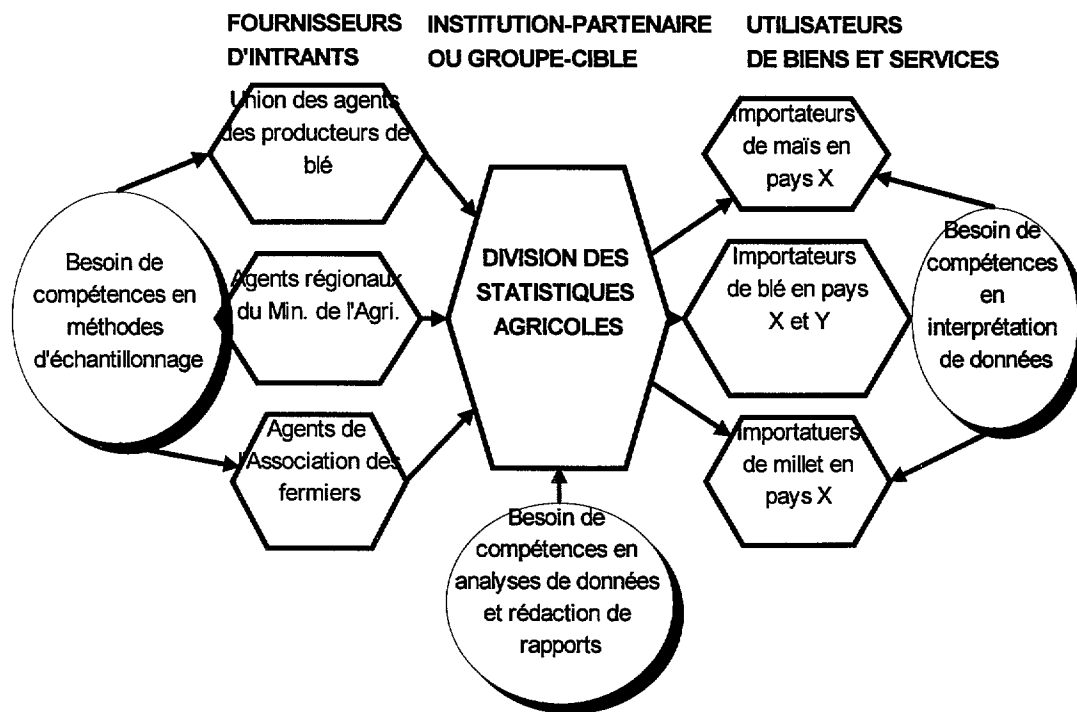 FOURNISSEURS
D'INTRANTS
INSTITUTION-PARTENAIRE
OU GROUPE-CIBLE
UTILISATEURS
DE BIENS ET SERVICES
Union des agents
des producteurs de
blé
Importateurs
de maïs en
pays X
Besoin de
compétences en
méthodes
d'échantillonnage
Agents régionaux
du Min. de l'Agri.
DIVISION DES
STATISTIQUES
AGRICOLES
Importateurs
de blé en pays
X et Y
Besoin de
compétences
en
interprétation
de données
Agents de
l'Association des
fermiers
Importatuers
de millet en
pays X
Besoin de
compétences en
analyses de données
et rédaction de
rapports